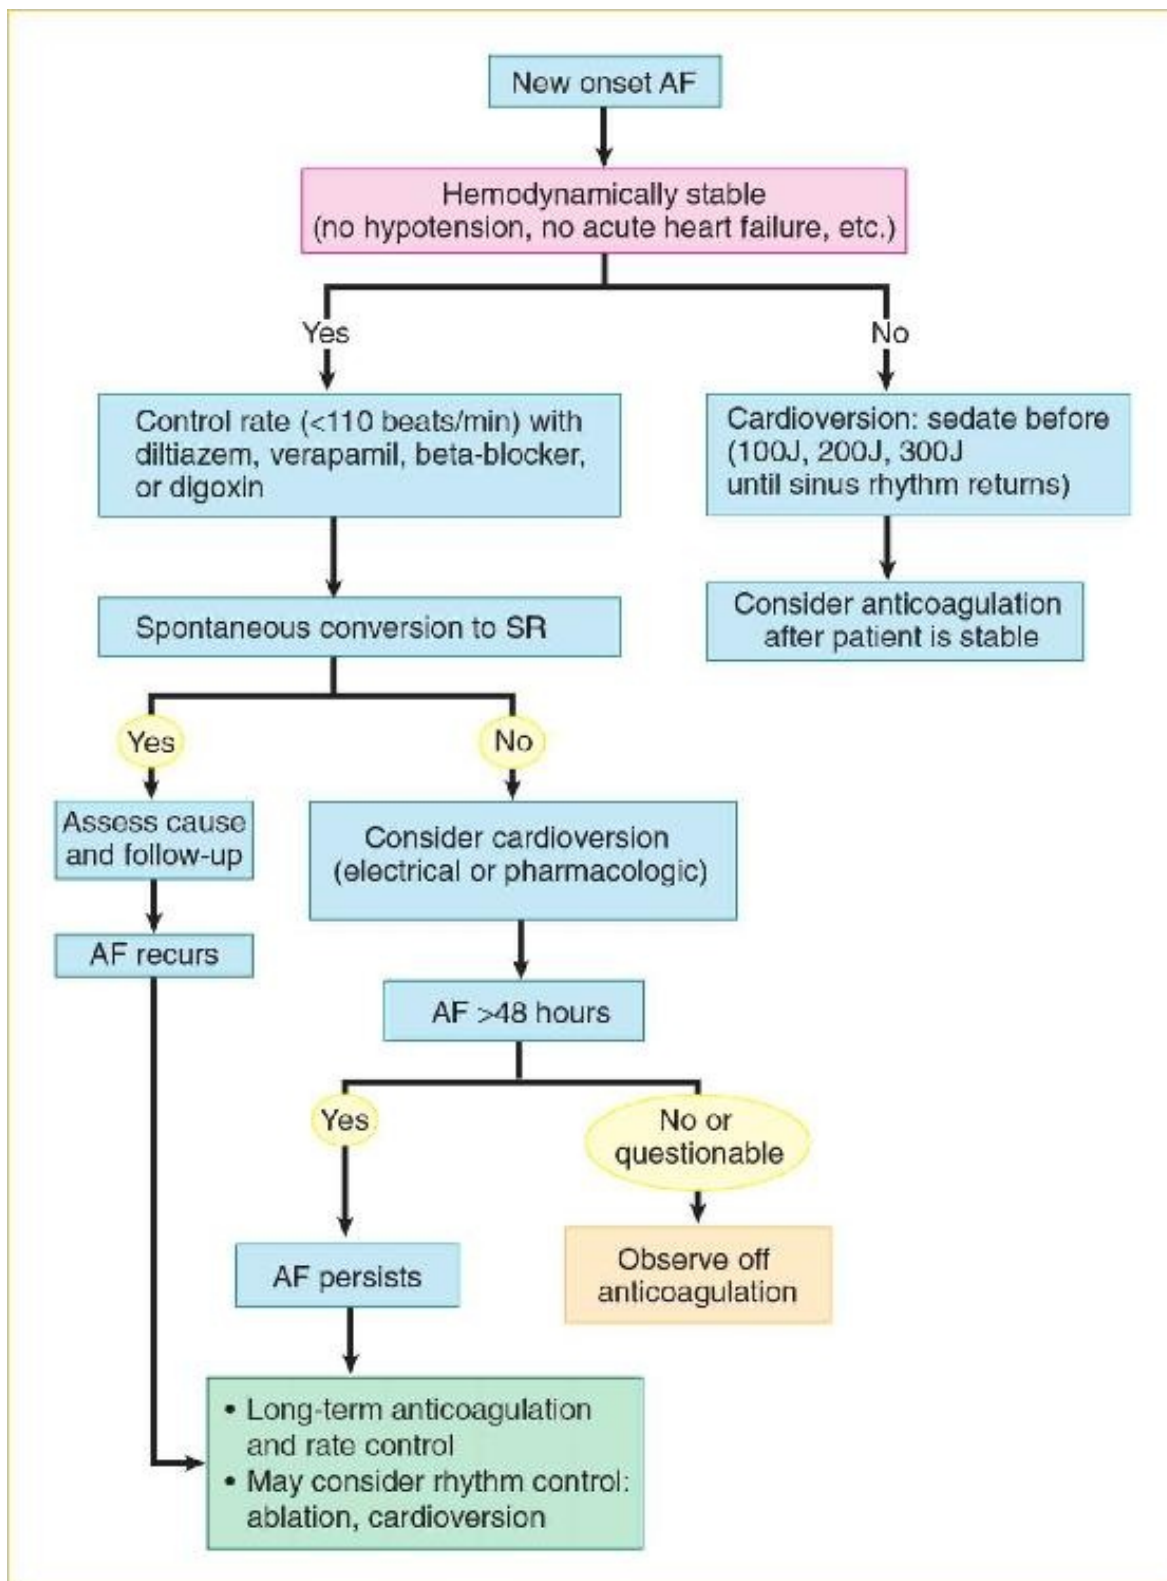 New onset AF
Hemodynamically stable
(no hypotension, no acute heart failure, etc.)
Yes
No
Control rate (<110 beats/min) with
diltiazem, verapamil, beta-blocker,
or digoxin
Cardioversion: sedate before
(100J, 200J, 300J
until sinus rhythm returns)
Spontaneous conversion to SR
Consider anticoagulation
after patient is stable
Yes
No
Assess cause
and follow-up
Consider cardioversion
(electrical or pharmacologic)
AF recurs
AF >48 hours
Yes
No or
questionable
AF persists
Observe off
anticoagulation
• Long-term anticoagulation
and rate control
• May consider rhythm control:
ablation, cardioversion